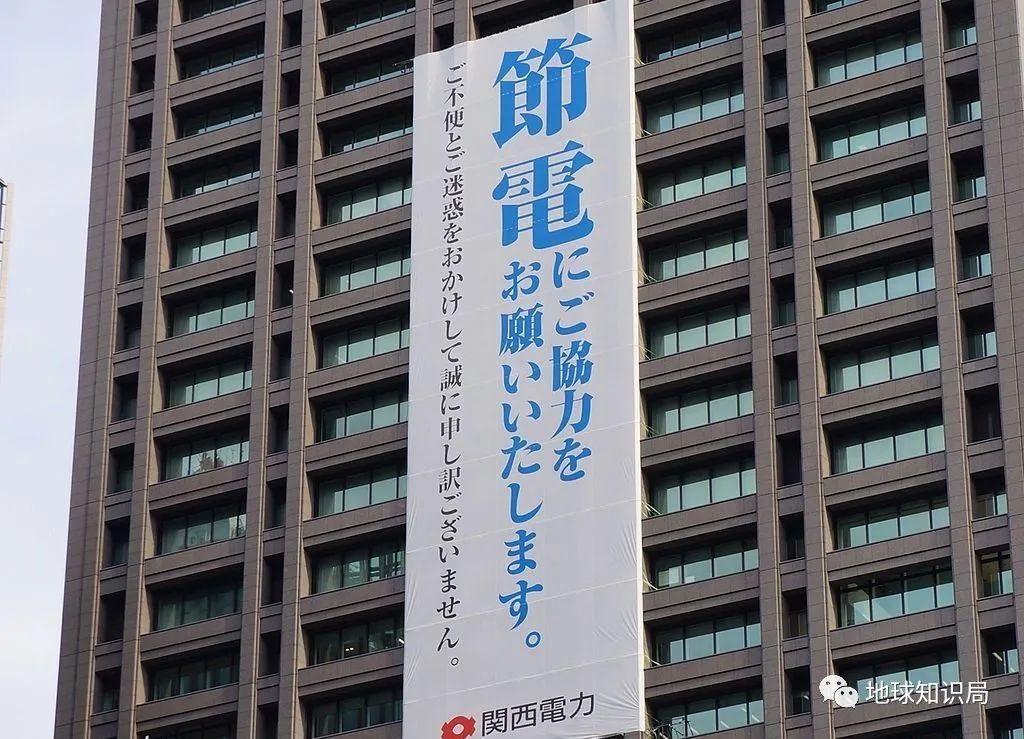 節電にご協力を
お願いいたします。
ご不便とご迷惑をおかけして誠に申し訳ございません。
関西電力
地球知识局